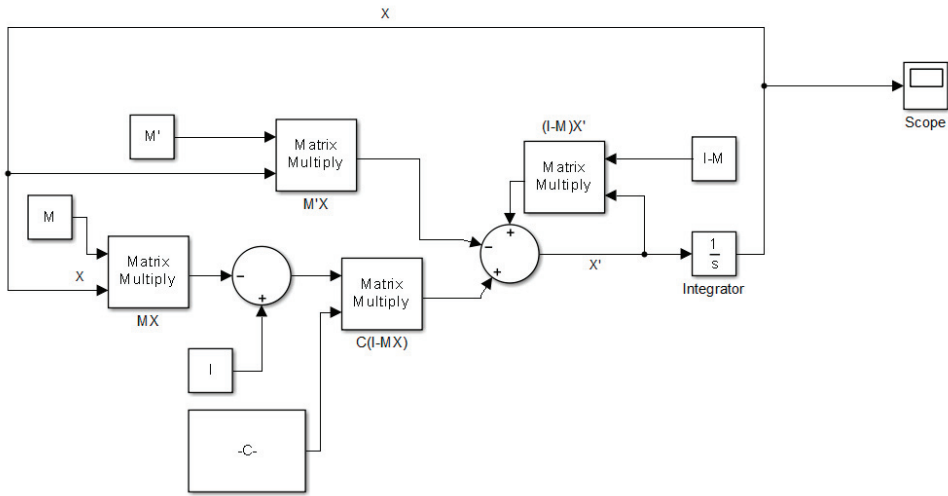 X
Scope
M'
Matrix
Multiply
M'X
(I-M)X'
Matrix
Multiply
I-M
M
X
Matrix
Multiply
MX
−
+
Matrix
Multiply
C(I-MX)
+
−
+
X'
1
s
Integrator
I
-C-